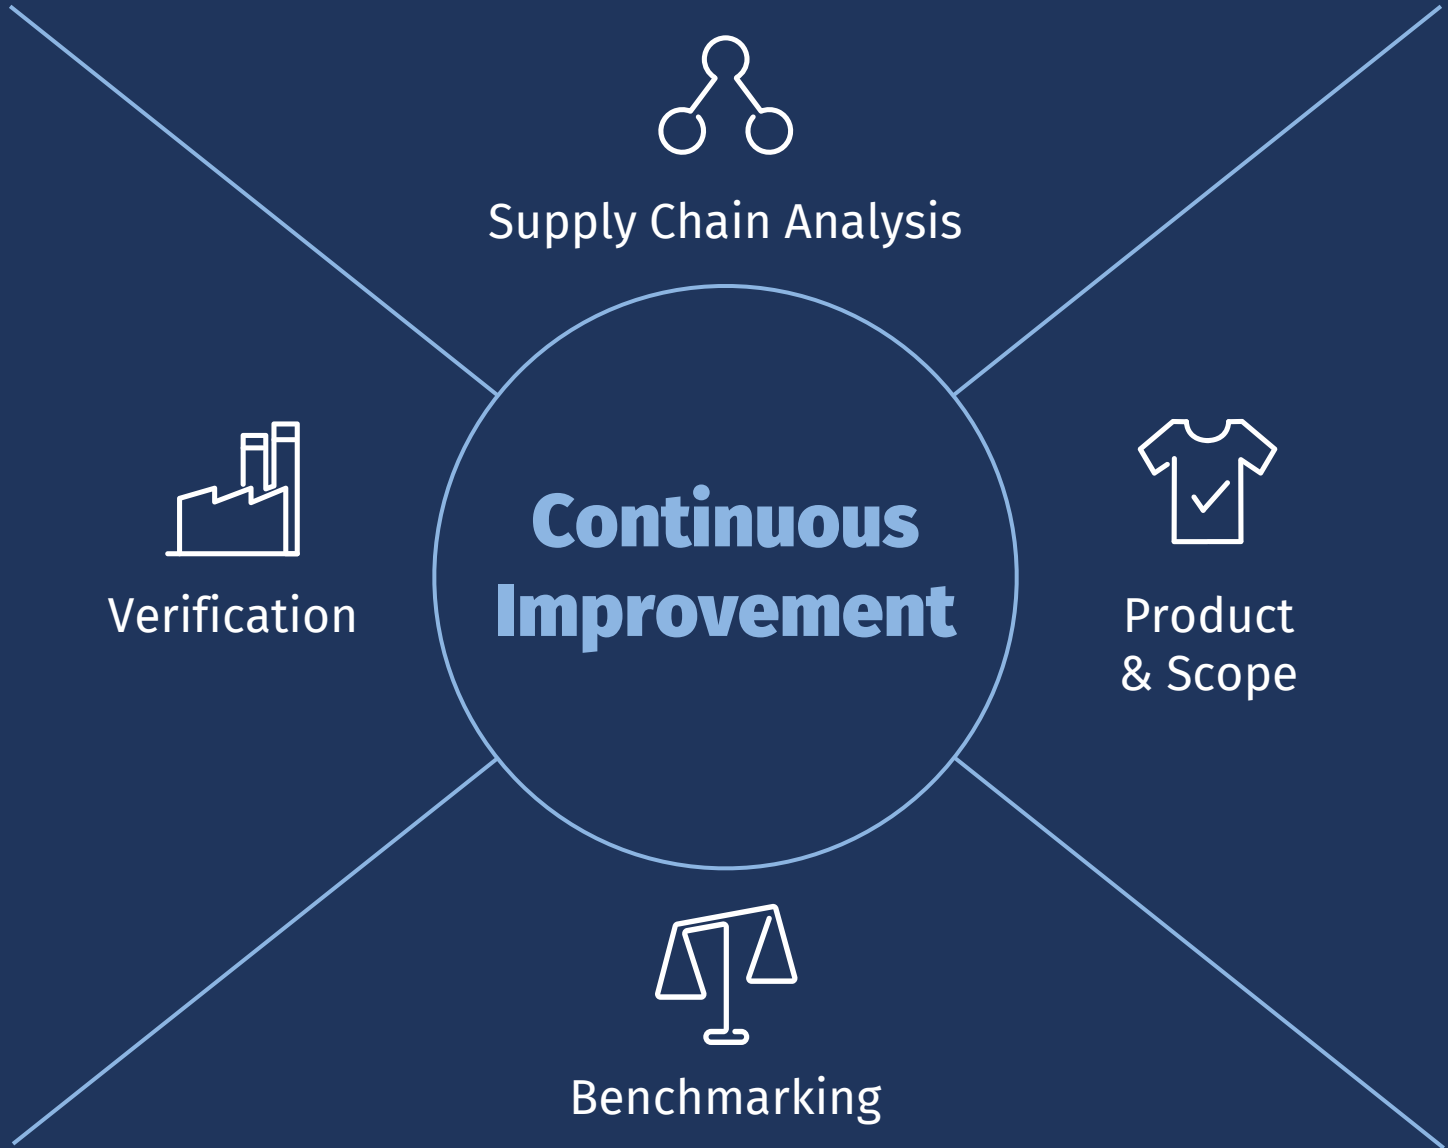 Supply Chain Analysis
Continuous
Improvement
Verification
Product
& Scope
Benchmarking